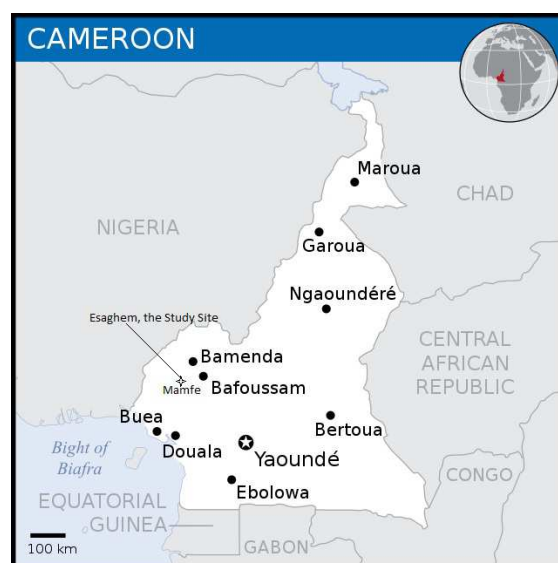 CAMEROON
Maroua
CHAD
NIGERIA
Garoua
Ngaoundéré
Esaghem, the Study Site
CENTRAL
AFRICAN
REPUBLIC
Bamenda
Mamfe
Bafoussam
Buea
Bertoua
Douala
Bight of
Biafra
Yaoundé
CONGO
Ebolowa
EQUATORIAL
GUINEA
100 km
GABON